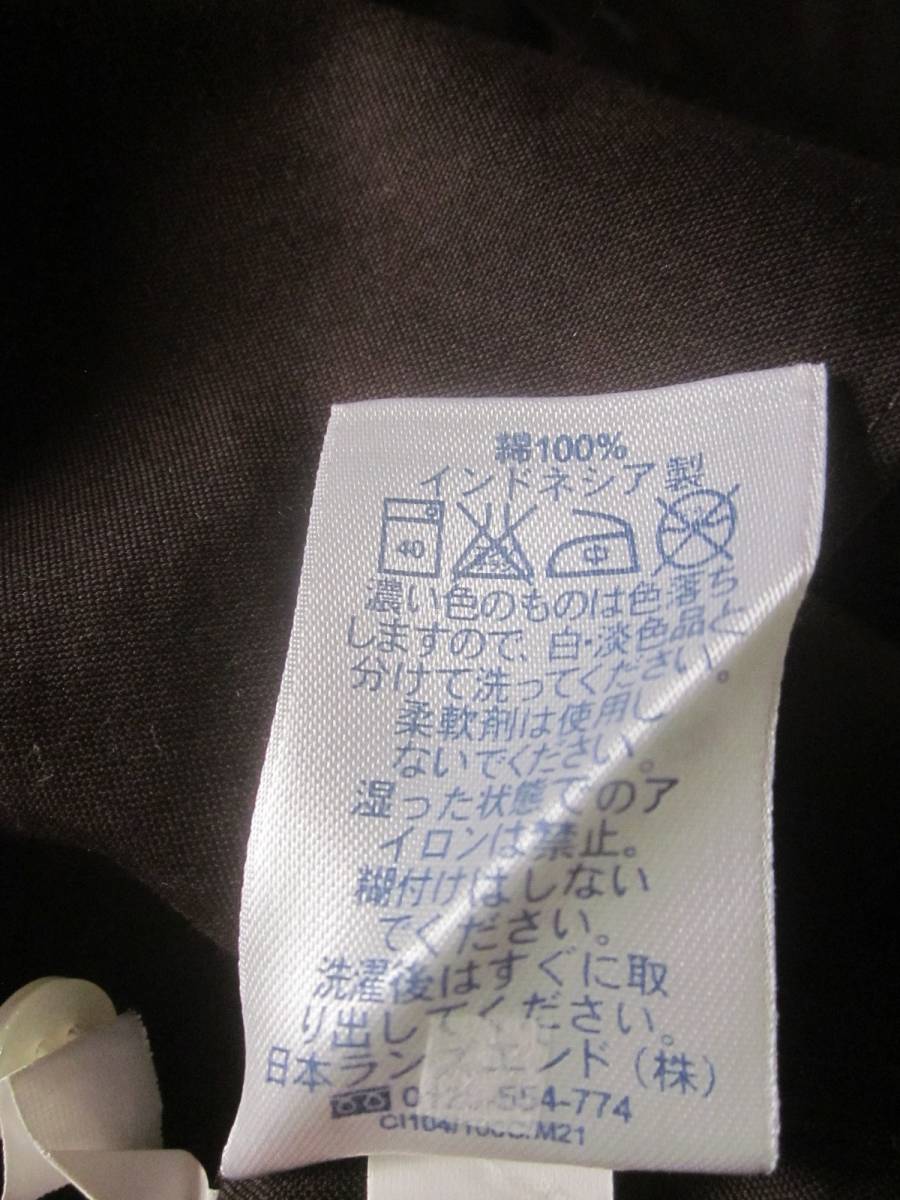 綿100%
インドネシア製
40 中
濃い色のものは色落ち
しますので、白・淡色品と
分けて洗ってください。
柔軟剤は使用し
ないでください。
湿った状態でのア
イロンは禁止。
糊付けはしない
でください。
洗濯後はすぐに取
り出してください。
日本ランズエンド（株）
554-774